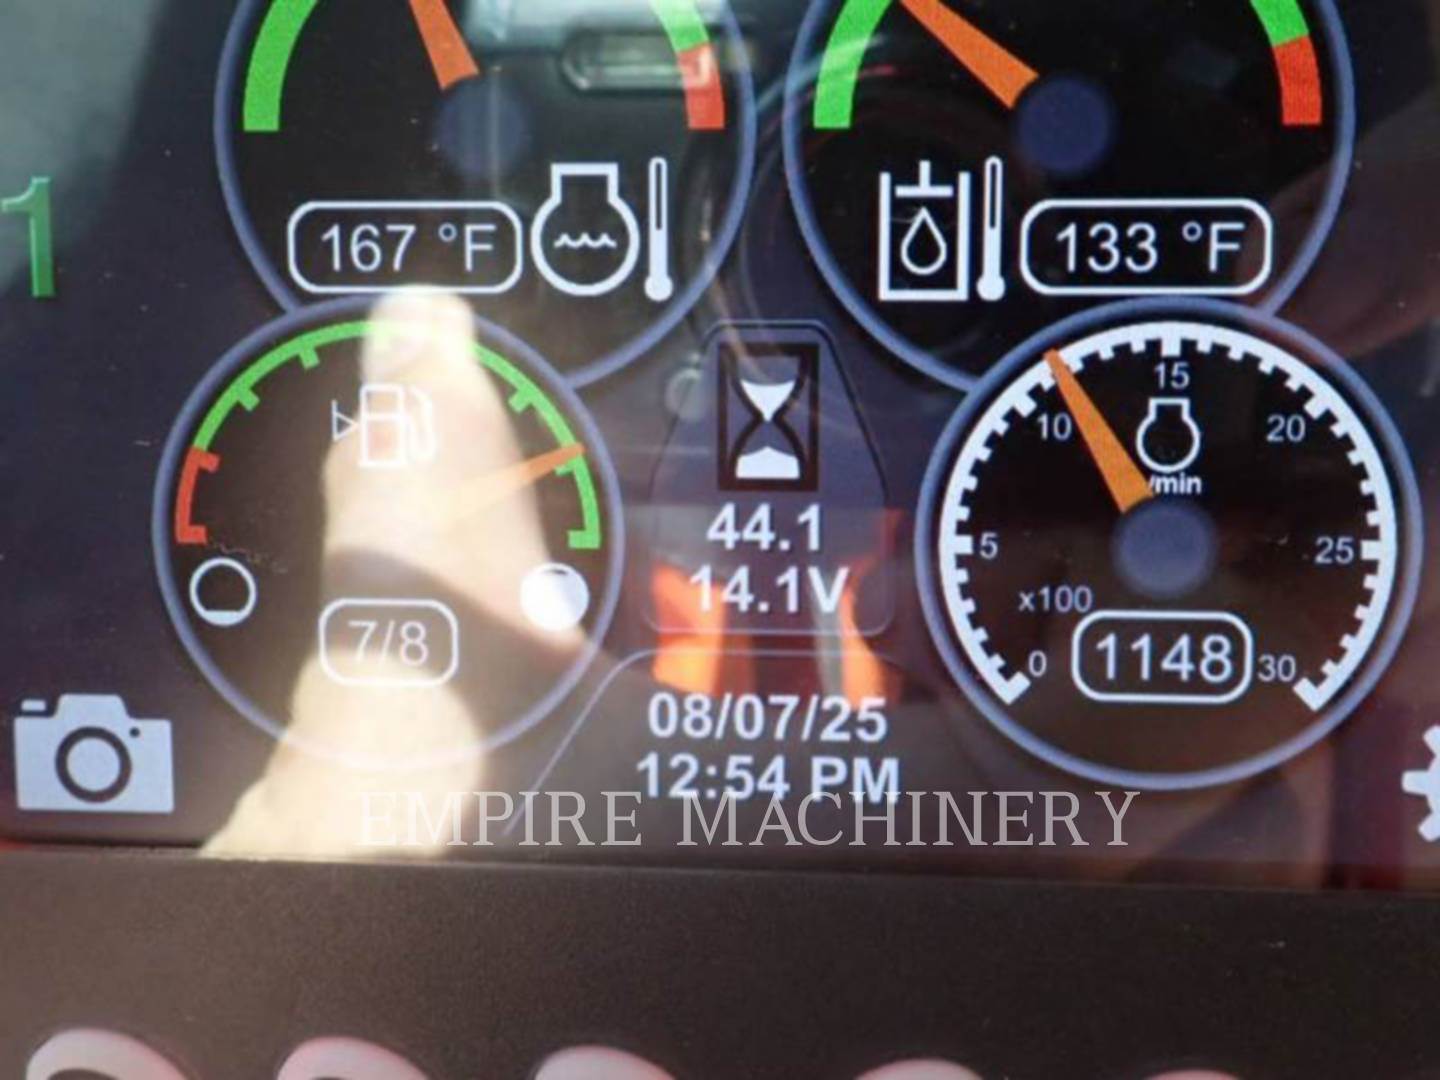 1
167 °F
133 °F
15
10
20
/min
44.1
5
25
14.1V
x100
7/8
1148
0
30
08/07/25
12:54 PM
EMPIRE MACHINERY